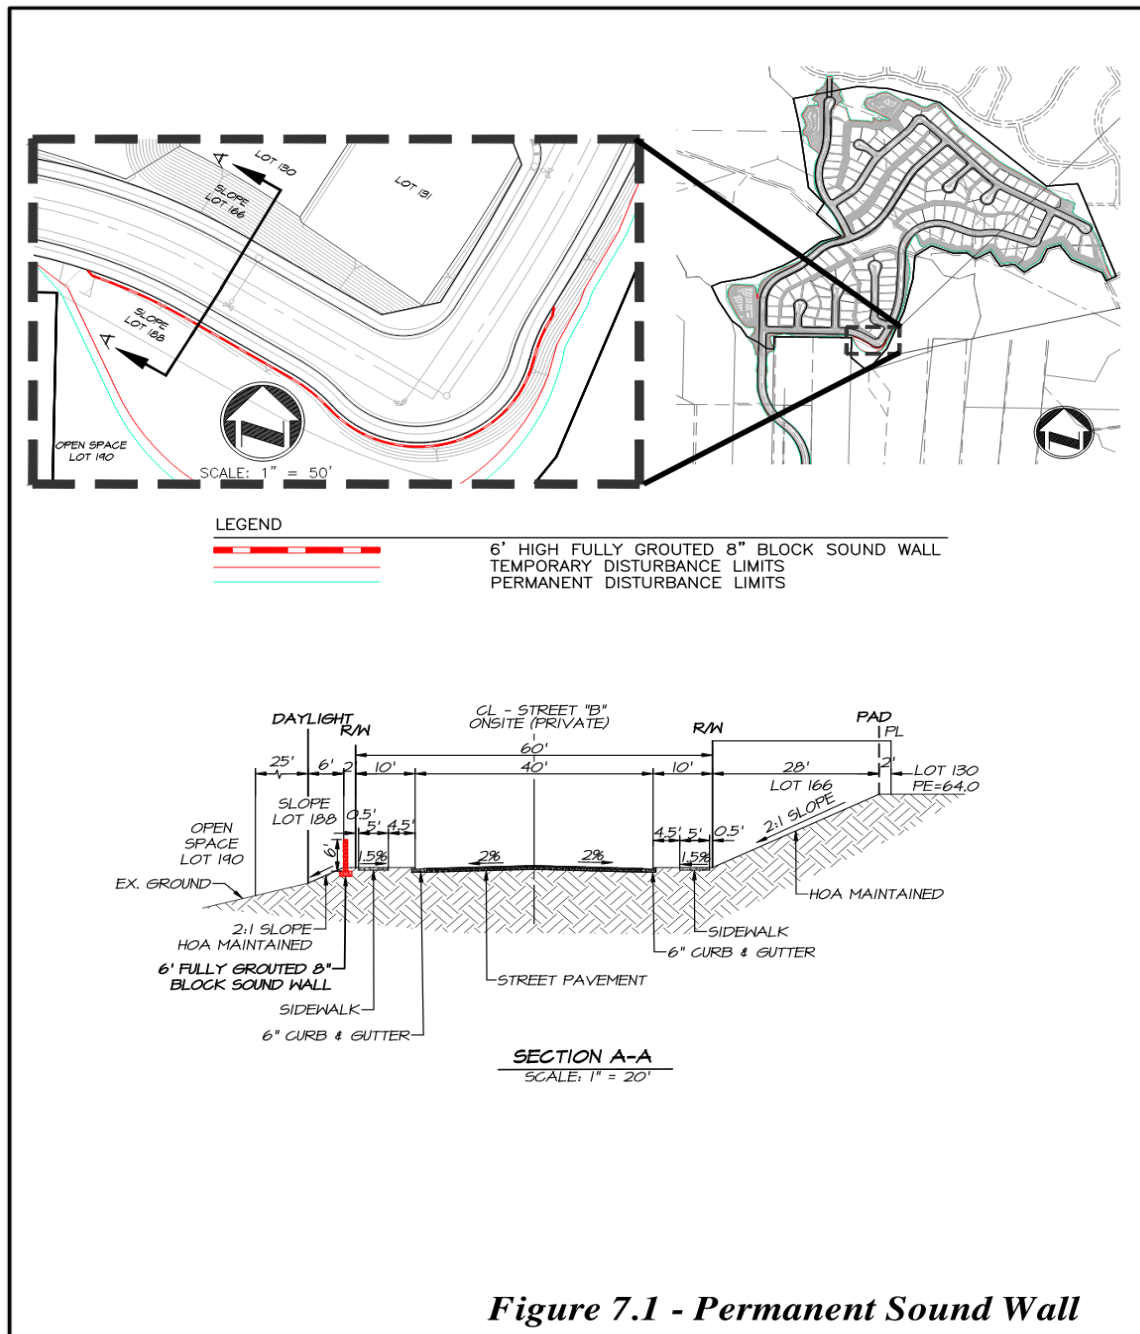 A
LOT 130
SLOPE
LOT 166
LOT 131
SLOPE
LOT 188
A
OPEN SPACE
LOT 190
SCALE: 1" = 50'
LEGEND
6' HIGH FULLY GROUTED 8" BLOCK SOUND WALL
TEMPORARY DISTURBANCE LIMITS
PERMANENT DISTURBANCE LIMITS
CL - STREET "B"
ONSITE (PRIVATE)
DAYLIGHT
R/W
R/W
PAD
PL
60'
25'
6'
2'
10'
40'
10'
28'
2'
LOT 130
PE=64.0
SLOPE
LOT 188
LOT 166
0.5'
5'
4.5'
4.5'
5'
0.5'
2:1 SLOPE
OPEN
SPACE
LOT 190
6'
1.5%
2%
2%
1.5%
EX. GROUND
HOA MAINTAINED
2:1 SLOPE
HOA MAINTAINED
SIDEWALK
6" CURB & GUTTER
6' FULLY GROUTED 8"
BLOCK SOUND WALL
STREET PAVEMENT
SIDEWALK
6" CURB & GUTTER
SECTION A-A
SCALE: 1" = 20'
Figure 7.1 - Permanent Sound Wall